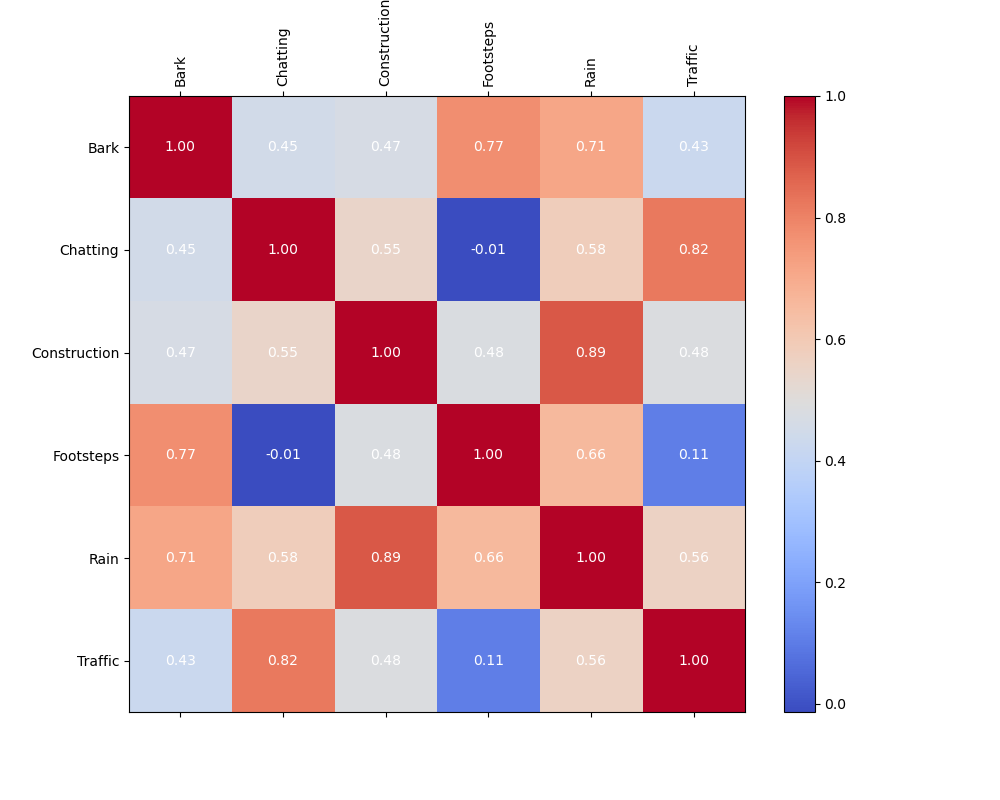 Bark Chatting Construction Footsteps Rain Traffic
Bark 1.00 0.45 0.47 0.77 0.71 0.43
Chatting 0.45 1.00 0.55 -0.01 0.58 0.82
Construction 0.47 0.55 1.00 0.48 0.89 0.48
Footsteps 0.77 -0.01 0.48 1.00 0.66 0.11
Rain 0.71 0.58 0.89 0.66 1.00 0.56
Traffic 0.43 0.82 0.48 0.11 0.56 1.00
1.0
0.8
0.6
0.4
0.2
0.0